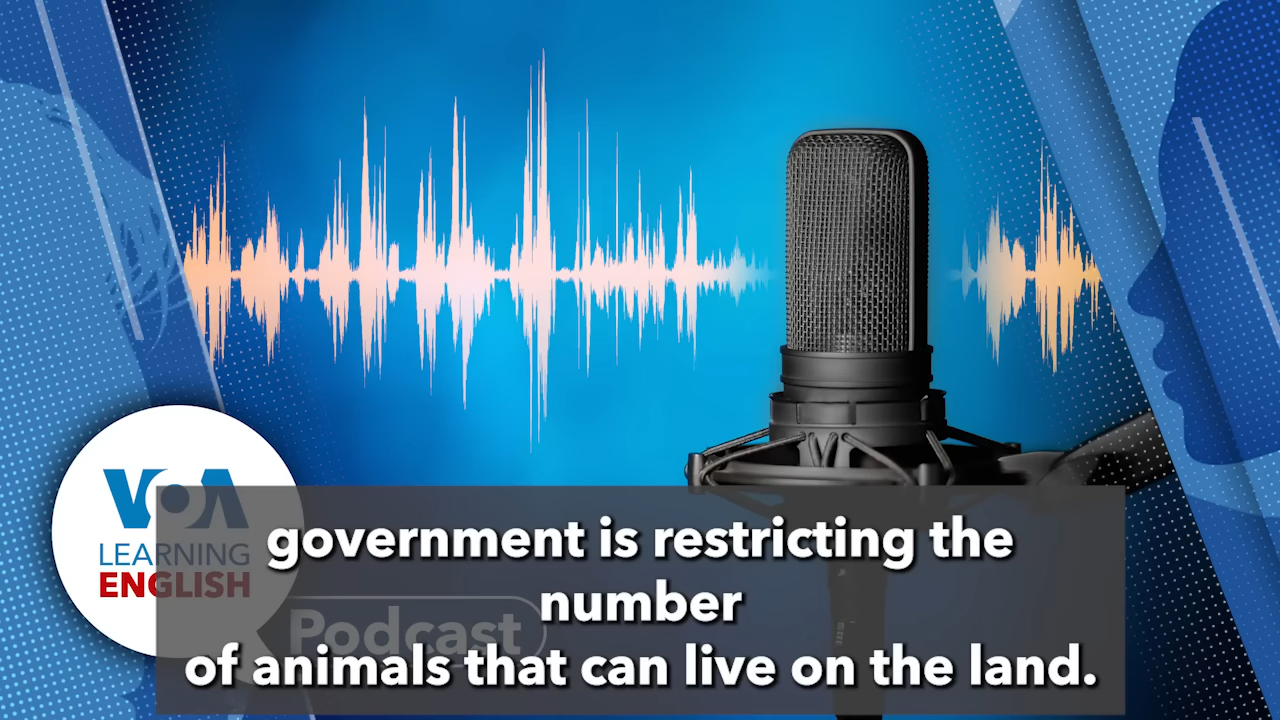 VOA
LEARNING
ENGLISH
Podcast
government is restricting the
number
of animals that can live on the land.